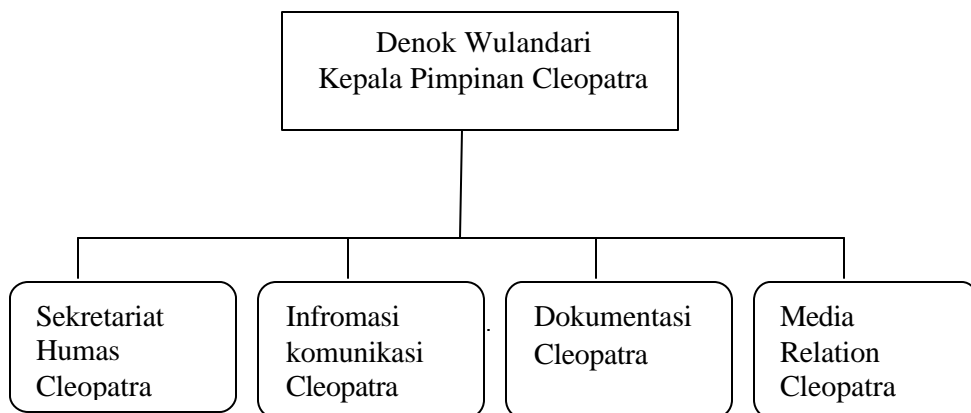 Denok Wulandari
Kepala Pimpinan Cleopatra
Sekretariat
Humas
Cleopatra
Infromasi
komunikasi
Cleopatra
.
Dokumentasi
Cleopatra
Media
Relation
Cleopatra